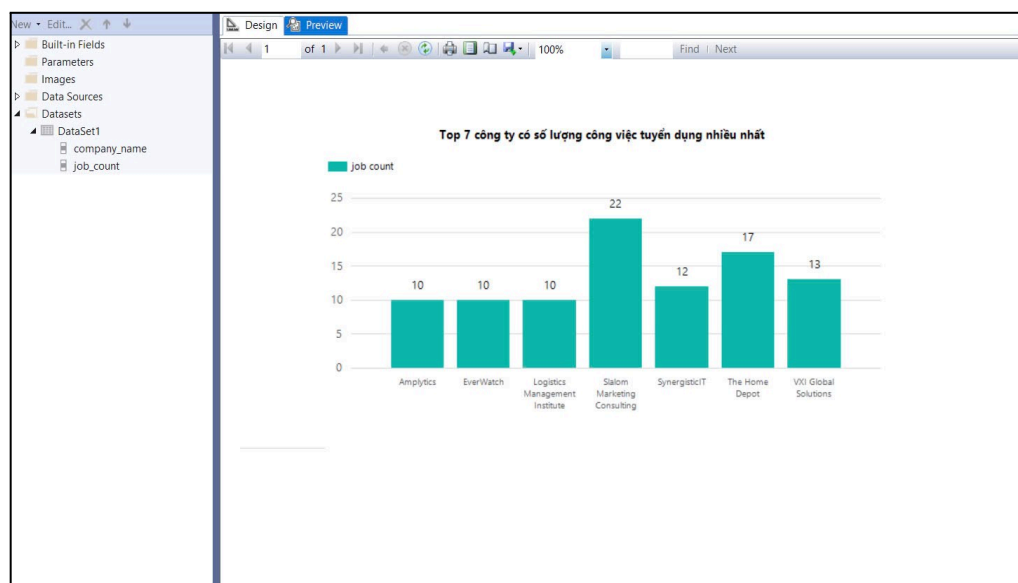 New Edit...
Built-in Fields
Parameters
Images
Data Sources
Datasets
DataSet1
company_name
job_count
Design Preview
1 of 1 100% Find Next
Top 7 công ty có số lượng công việc tuyển dụng nhiều nhất
job count
25
20
15
10
5
0
10
10
10
22
12
17
13
Amplytics
EverWatch
Logistics
Management
Institute
Slalom
Marketing
Consulting
SynergisticIT
The Home
Depot
VXI Global
Solutions